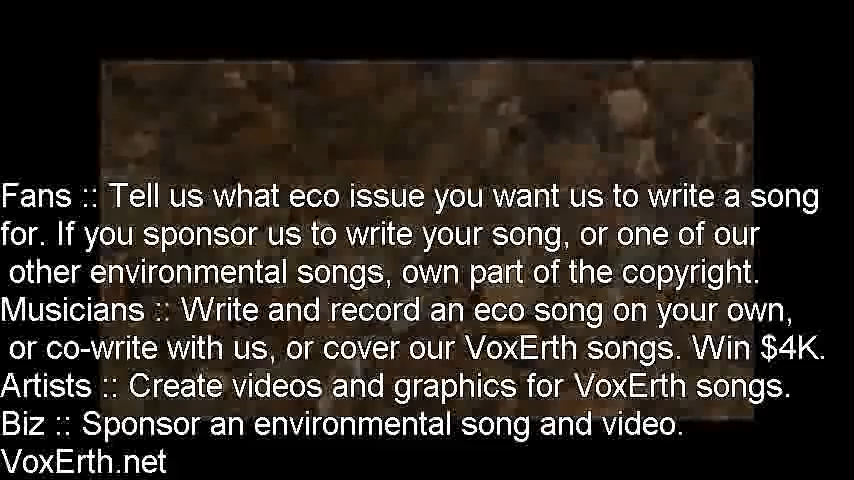 Fans :: Tell us what eco issue you want us to write a song
for. If you sponsor us to write your song, or one of our
other environmental songs, own part of the copyright.
Musicians :: Write and record an eco song on your own,
or co-write with us, or cover our VoxErth songs. Win $4K.
Artists :: Create videos and graphics for VoxErth songs.
Biz :: Sponsor an environmental song and video.
VoxErth.net